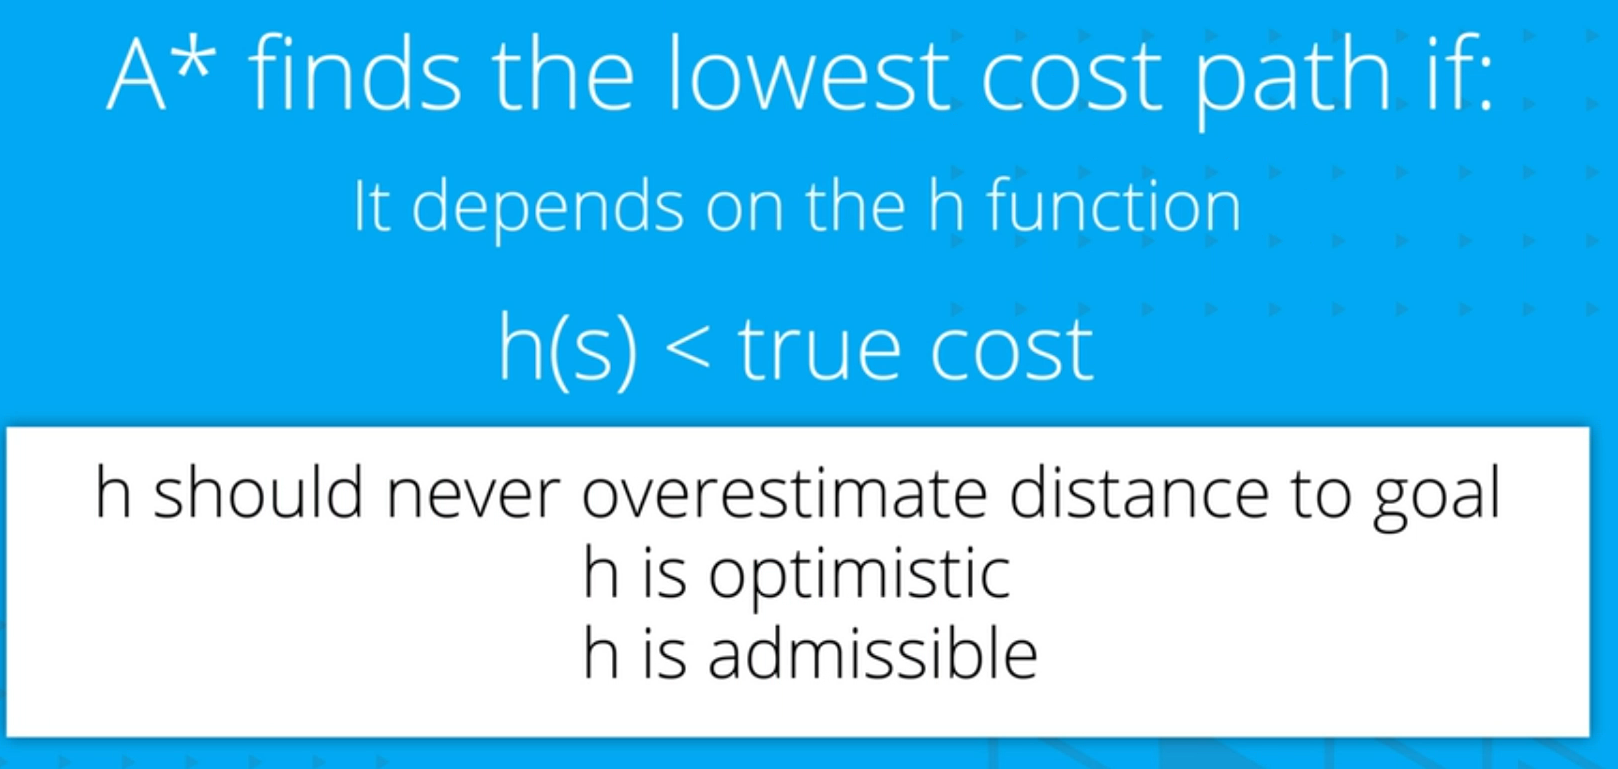 A* finds the lowest cost path if:
It depends on the h function
h(s) < true cost
h should never overestimate distance to goal
h is optimistic
h is admissible